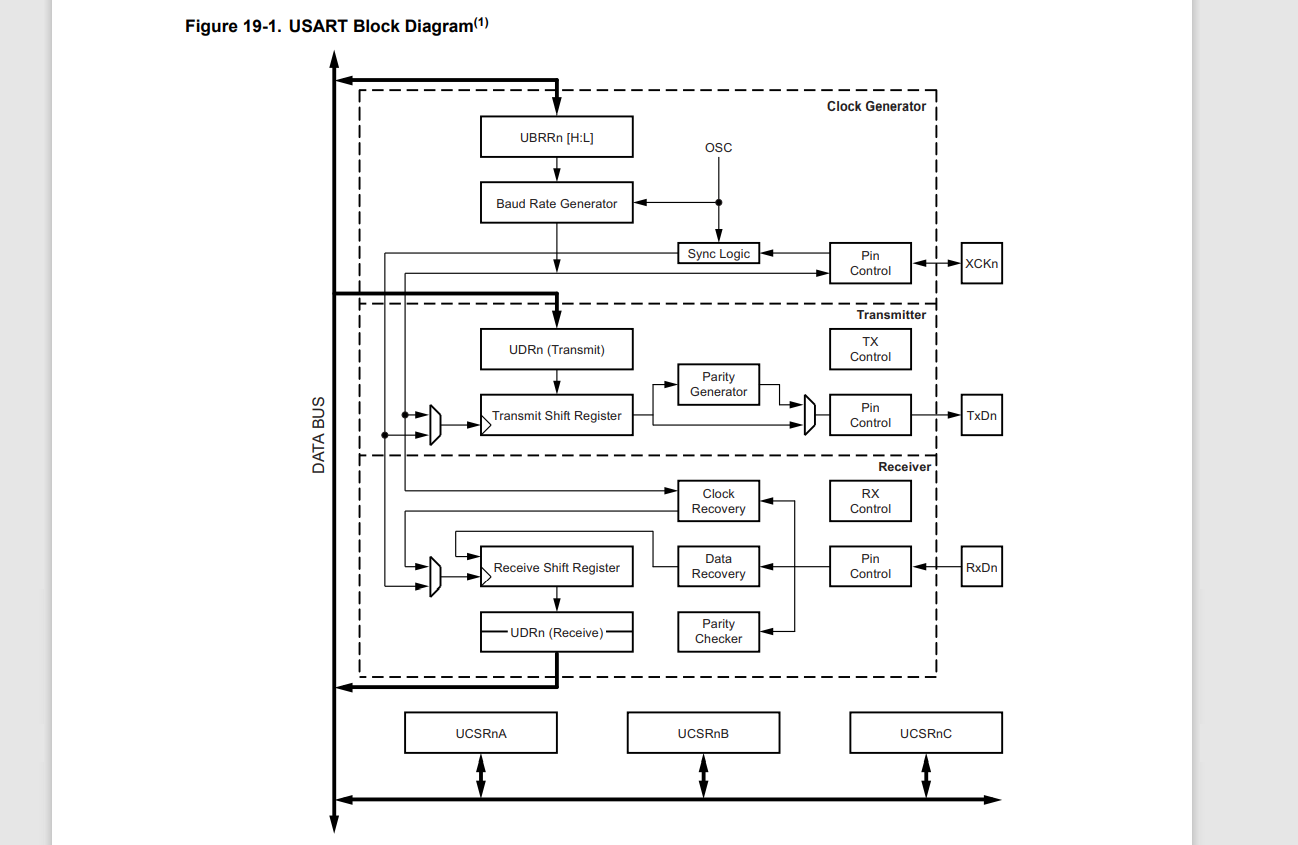 Figure 19-1. USART Block Diagram(1)
Clock Generator
UBRRn [H:L]
OSC
Baud Rate Generator
Sync Logic
Pin
Control
XCKn
Transmitter
UDRn (Transmit)
TX
Control
Parity
Generator
Transmit Shift Register
Pin
Control
TxDn
DATA BUS
Receiver
Clock
Recovery
RX
Control
Receive Shift Register
Data
Recovery
Pin
Control
RxDn
UDRn (Receive)
Parity
Checker
UCSRnA
UCSRnB
UCSRnC